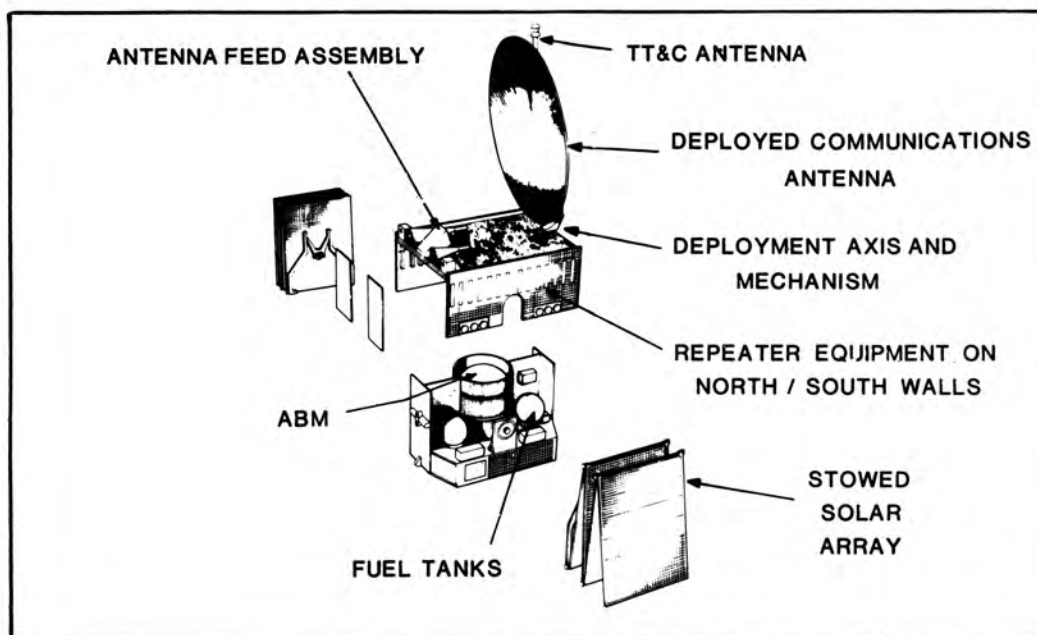 ANTENNA FEED ASSEMBLY
TT&C ANTENNA
DEPLOYED COMMUNICATIONS
ANTENNA
DEPLOYMENT AXIS AND
MECHANISM
REPEATER EQUIPMENT ON
NORTH / SOUTH WALLS
ABM
STOWED
SOLAR
ARRAY
FUEL TANKS